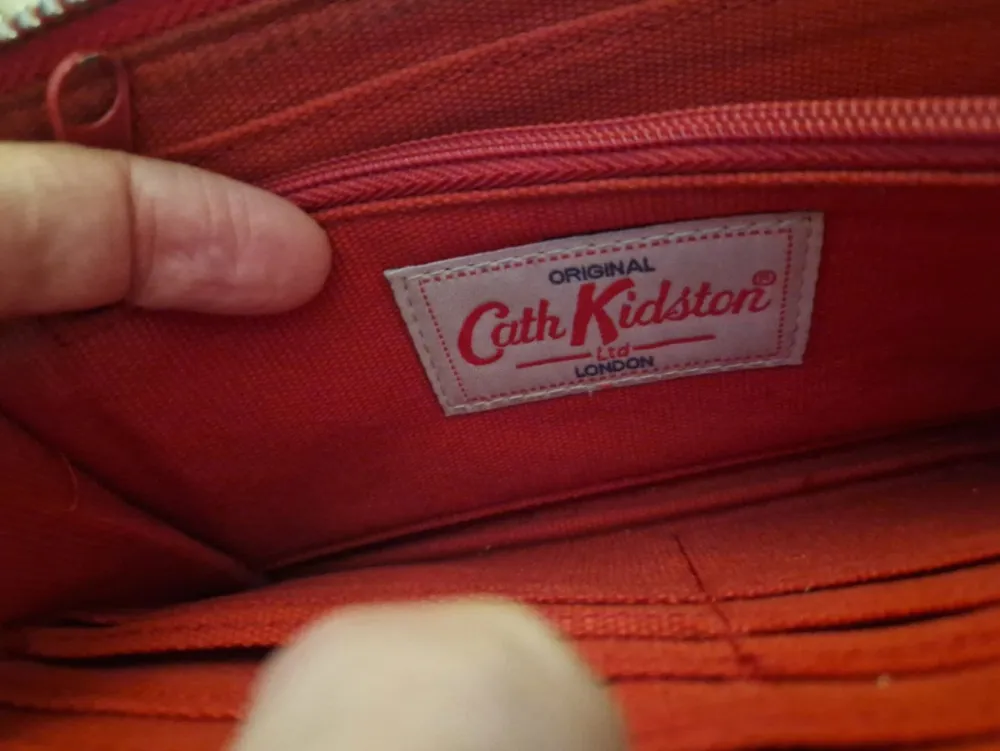 ORIGINAL
Cath Kidston®
Ltd
LONDON